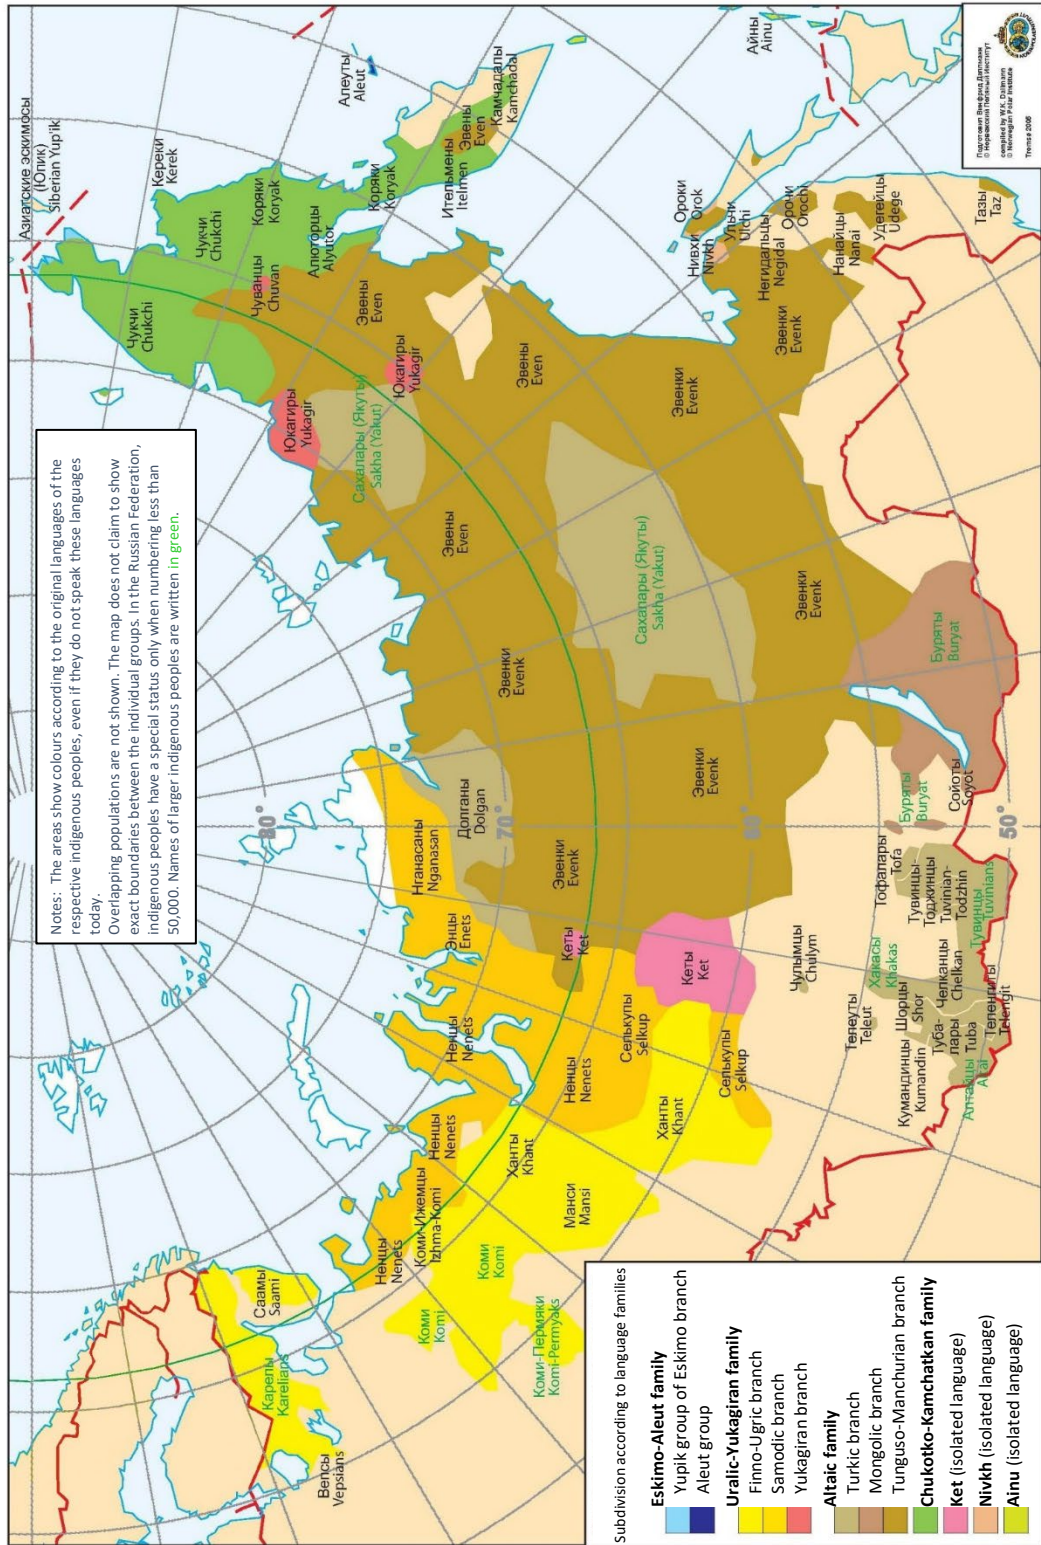 Notes: The areas show colours according to the original languages of the
respective indigenous peoples, even if they do not speak these languages
today.
Overlapping populations are not shown. The map does not claim to show
exact boundaries between the individual groups. In the Russian Federation,
indigenous peoples have a special status only when numbering less than
50,000. Names of larger indigenous peoples are written in green.
Азиатские эскимосы
(Юпик)
Siberian Yup'ik
Кереки
Kerek
Алеуты
Aleut
Айны
Ainu
Чукчи
Chukchi
Чукчи
Chukchi
Коряки
Koryak
Коряки
Koryak
Чуванцы
Chuvan
Алюторцы
Alyutor
Ительмены
Itelmen
Эвены
Even
Камчадалы
Kamchadal
Юкагиры
Yukagir
Юкагиры
Yukagir
Эвены
Even
Сахалары (Якуты)
Sakha (Yakut)
Эвены
Even
Эвены
Even
Ороки
Orok
Нивхи
Nivkh
Ульчи
Ulchi
Орочи
Orochi
Негидальцы
Negidal
Нанайцы
Nanai
Удегейцы
Udege
Тазы
Taz
Эвенки
Evenk
Эвенки
Evenk
Сахалары (Якуты)
Sakha (Yakut)
Эвенки
Evenk
Эвенки
Evenk
Эвенки
Evenk
Эвенки
Evenk
80°
70°
60°
50°
Нганасаны
Nganasan
Долганы
Dolgan
Энцы
Enets
Кеты
Ket
Кеты
Ket
Буряты
Buryat
Буряты
Buryat
Сойоты
Soyot
Тофалары
Tofa
Тувинцы-
Тоджинцы
Tuvinian-
Todzhin
Тувинцы
Tuvinians
Чулымцы
Chulym
Хакасы
Khakas
Телеуты
Teleut
Шорцы
Shor
Челканцы
Chelkan
Теленгиты
Telengit
Кумандинцы
Kumandin
Туба-
лары
Tuba
Алтайцы
Altai
Ненцы
Nenets
Ненцы
Nenets
Ненцы
Nenets
Ненцы
Nenets
Селькупы
Selkup
Селькупы
Selkup
Ханты
Khant
Ханты
Khant
Манси
Mansi
Коми-Ижемцы
Izhma-Komi
Коми
Komi
Коми
Komi
Коми-Пермяки
Komi-Permyaks
Саамы
Saami
Карелы
Karelians
Вепсы
Vepsians
Subdivision according to language families
Eskimo-Aleut family
Yupik group of Eskimo branch
Aleut group
Uralic-Yukagiran family
Finno-Ugric branch
Samodic branch
Yukagiran branch
Altaic family
Turkic branch
Mongolic branch
Tunguso-Manchurian branch
Chukotko-Kamchatkan family
Ket (isolated language)
Nivkh (isolated language)
Ainu (isolated language)
Подготовил Винфрид Даллманн
© Норвежский Полярный Институт
compiled by W.K. Dallmann
© Norwegian Polar Institute
Tromsø 2005